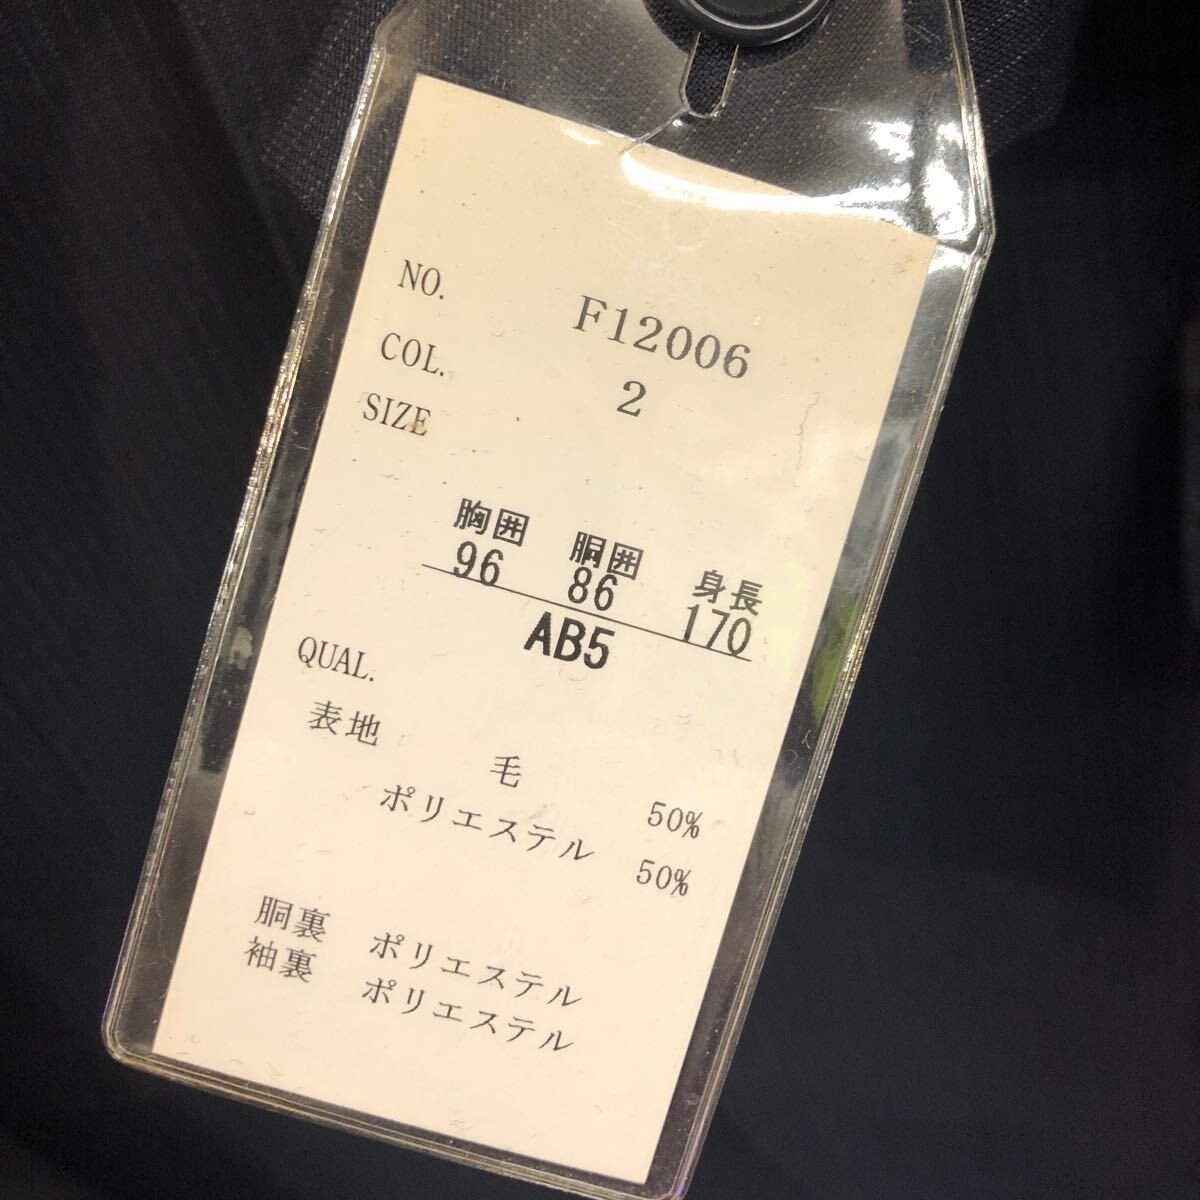 NO. F12006
COL. 2
SIZE
胸囲 胴囲 身長
96 86 170
AB5
QUAL.
表地 毛 50%
ポリエステル 50%
胴裏 ポリエステル
袖裏 ポリエステル